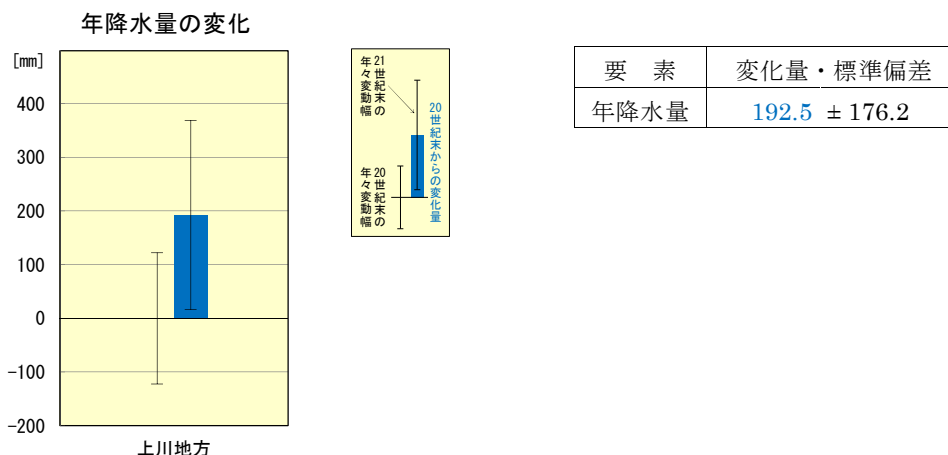 年降水量の変化
[mm]
400
300
200
100
0
-100
-200
上川地方
21世紀末の
年々変動幅
20世紀末からの変化量
20世紀末の
年々変動幅
要 素 変化量・標準偏差
年降水量 192.5 ±176.2